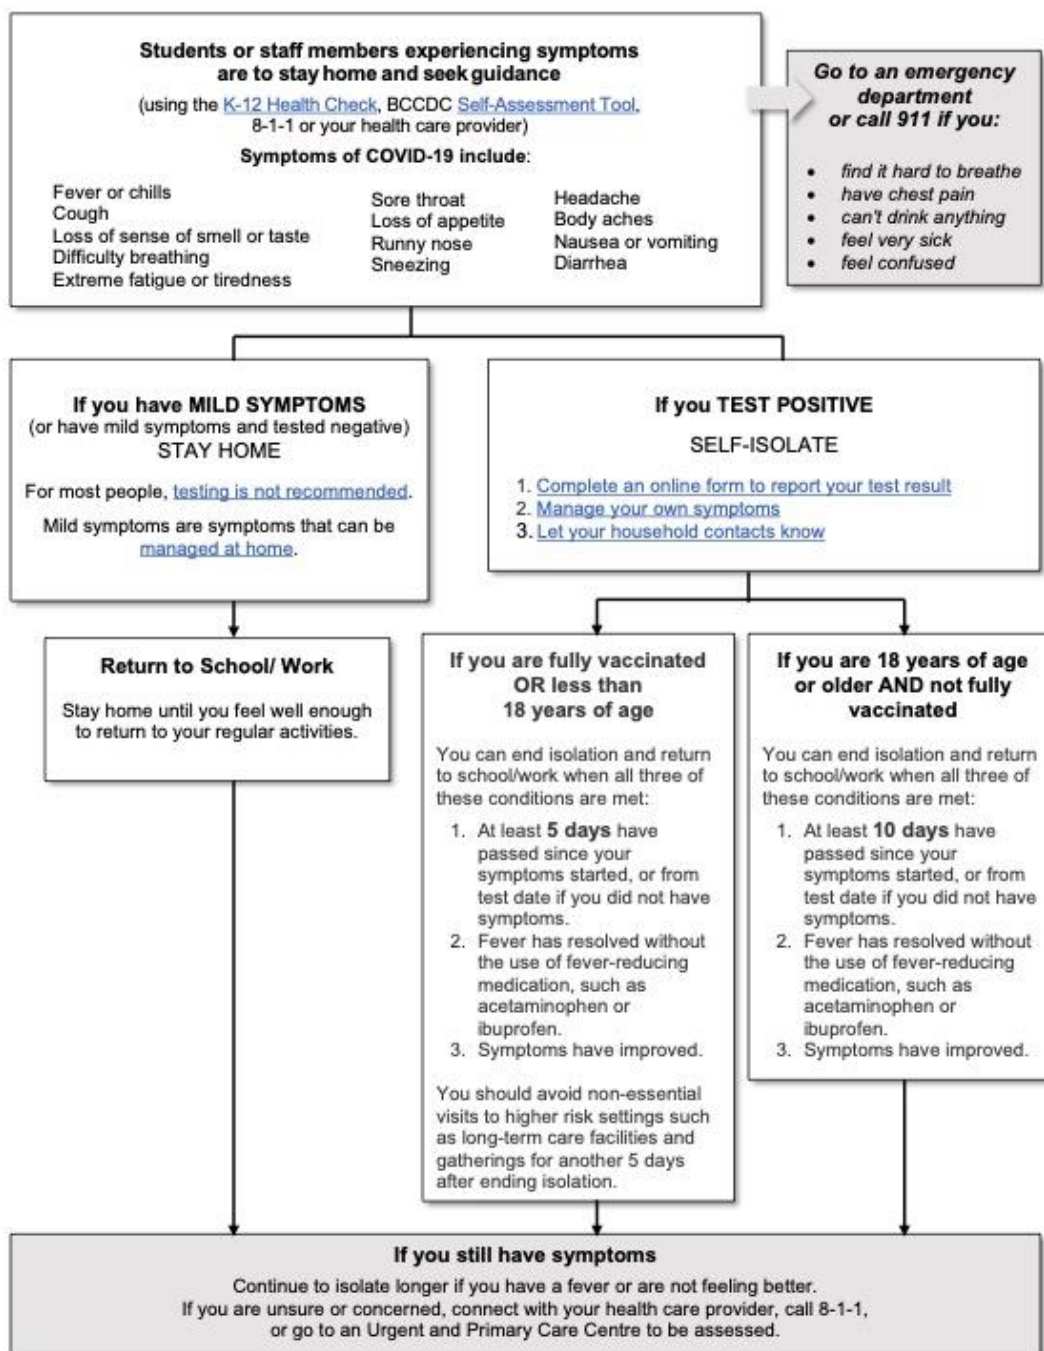 Students or staff members experiencing symptoms
are to stay home and seek guidance
(using the K-12 Health Check, BCCDC Self-Assessment Tool,
8-1-1 or your health care provider)
Symptoms of COVID-19 include:
Fever or chills
Cough
Loss of sense of smell or taste
Difficulty breathing
Extreme fatigue or tiredness
Sore throat
Loss of appetite
Runny nose
Sneezing
Headache
Body aches
Nausea or vomiting
Diarrhea
Go to an emergency
department
or call 911 if you:
• find it hard to breathe
• have chest pain
• can't drink anything
• feel very sick
• feel confused
If you have MILD SYMPTOMS
(or have mild symptoms and tested negative)
STAY HOME
For most people, testing is not recommended.
Mild symptoms are symptoms that can be
managed at home.
If you TEST POSITIVE
SELF-ISOLATE
1. Complete an online form to report your test result
2. Manage your own symptoms
3. Let your household contacts know
Return to School/ Work
Stay home until you feel well enough
to return to your regular activities.
If you are fully vaccinated
OR less than
18 years of age
You can end isolation and return
to school/work when all three of
these conditions are met:
1. At least 5 days have
passed since your
symptoms started, or from
test date if you did not have
symptoms.
2. Fever has resolved without
the use of fever-reducing
medication, such as
acetaminophen or
ibuprofen.
3. Symptoms have improved.
You should avoid non-essential
visits to higher risk settings such
as long-term care facilities and
gatherings for another 5 days
after ending isolation.
If you are 18 years of age
or older AND not fully
vaccinated
You can end isolation and return
to school/work when all three of
these conditions are met:
1. At least 10 days have
passed since your
symptoms started, or from
test date if you did not have
symptoms.
2. Fever has resolved without
the use of fever-reducing
medication, such as
acetaminophen or
ibuprofen.
3. Symptoms have improved.
If you still have symptoms
Continue to isolate longer if you have a fever or are not feeling better.
If you are unsure or concerned, connect with your health care provider, call 8-1-1,
or go to an Urgent and Primary Care Centre to be assessed.